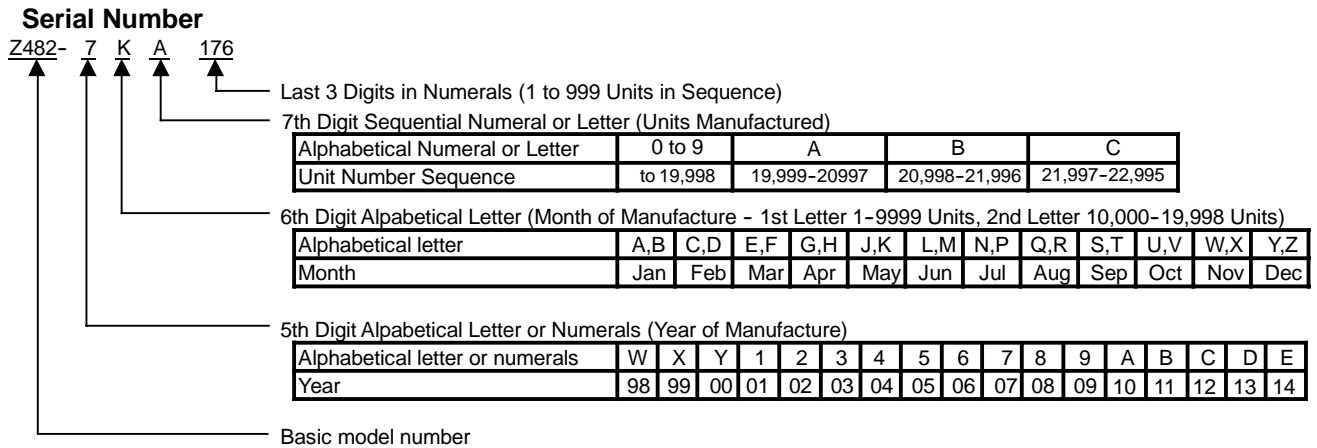 Serial Number
Z482- 7 K A 176
Last 3 Digits in Numerals (1 to 999 Units in Sequence)
7th Digit Sequential Numeral or Letter (Units Manufactured)
Alphabetical Numeral or Letter 0 to 9 A B C
Unit Number Sequence to 19,998 19,999-20997 20,998-21,996 21,997-22,995
6th Digit Alpabetical Letter (Month of Manufacture - 1st Letter 1-9999 Units, 2nd Letter 10,000-19,998 Units)
Alphabetical letter A,B C,D E,F G,H J,K L,M N,P Q,R S,T U,V W,X Y,Z
Month Jan Feb Mar Apr May Jun Jul Aug Sep Oct Nov Dec
5th Digit Alpabetical Letter or Numerals (Year of Manufacture)
Alphabetical letter or numerals W X Y 1 2 3 4 5 6 7 8 9 A B C D E
Year 98 99 00 01 02 03 04 05 06 07 08 09 10 11 12 13 14
Basic model number